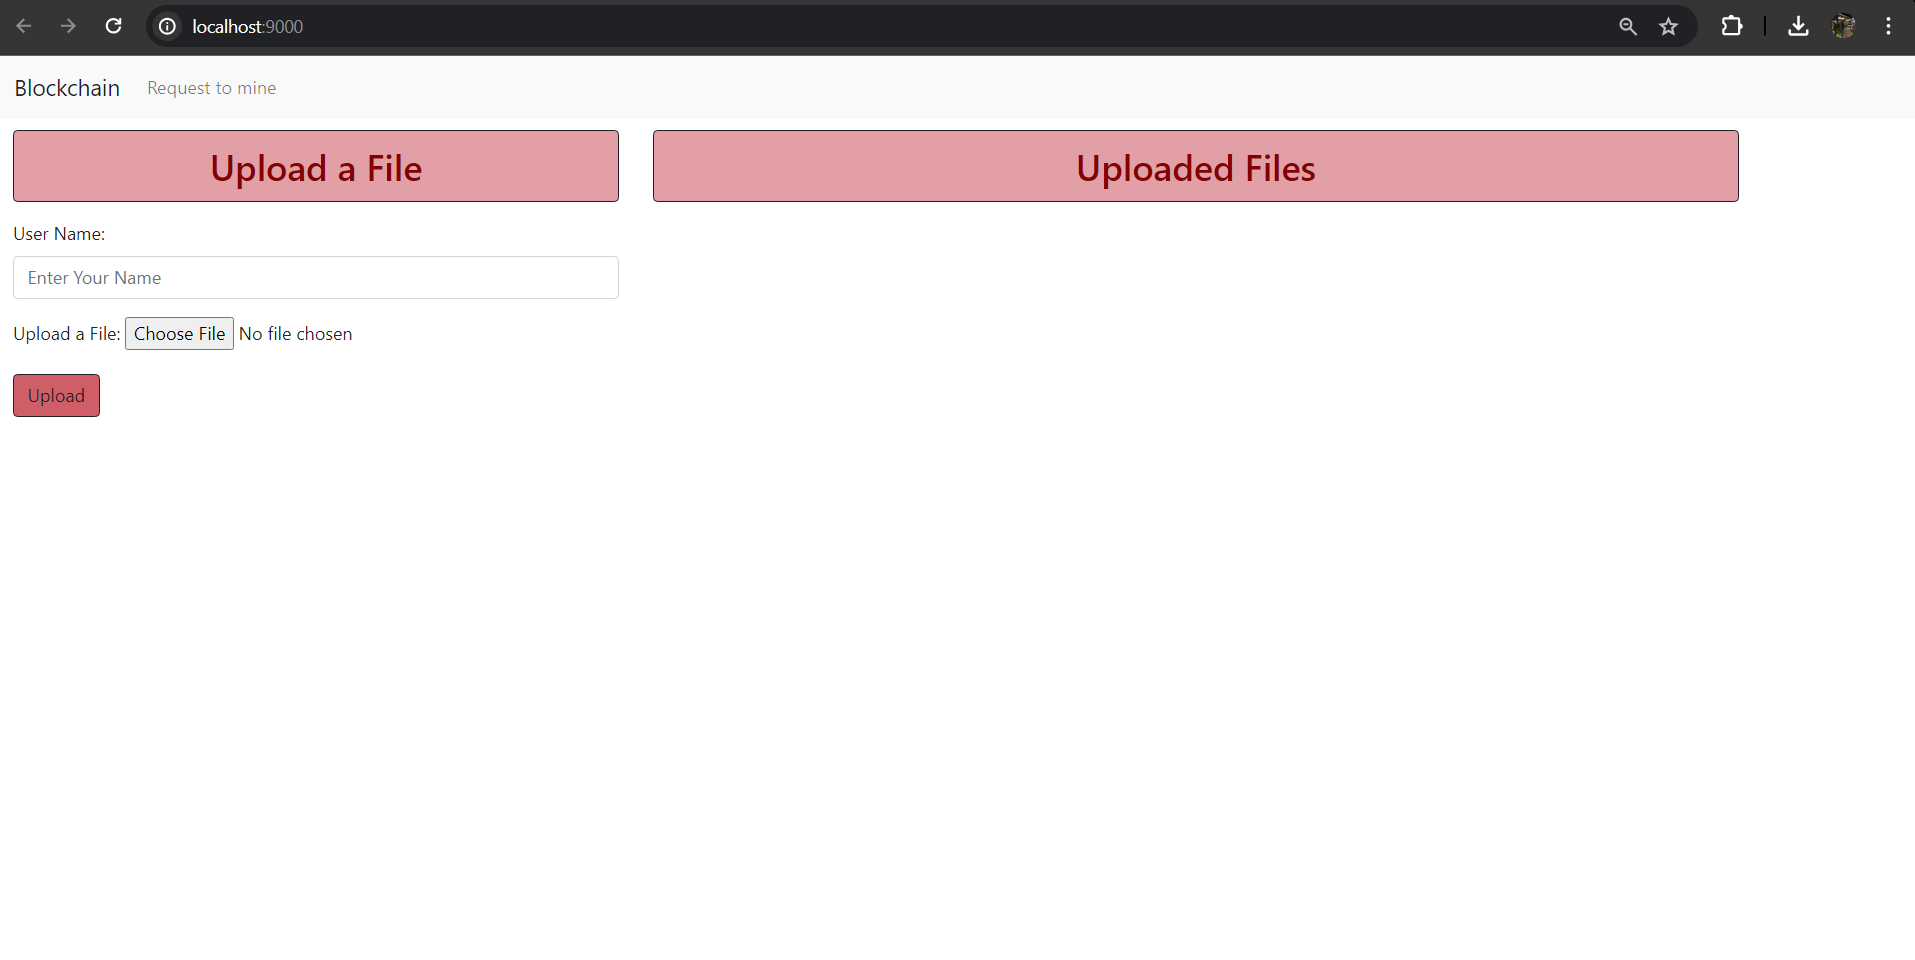 localhost:9000
Blockchain Request to mine
Upload a File
Uploaded Files
User Name:
Enter Your Name
Upload a File: Choose File No file chosen
Upload